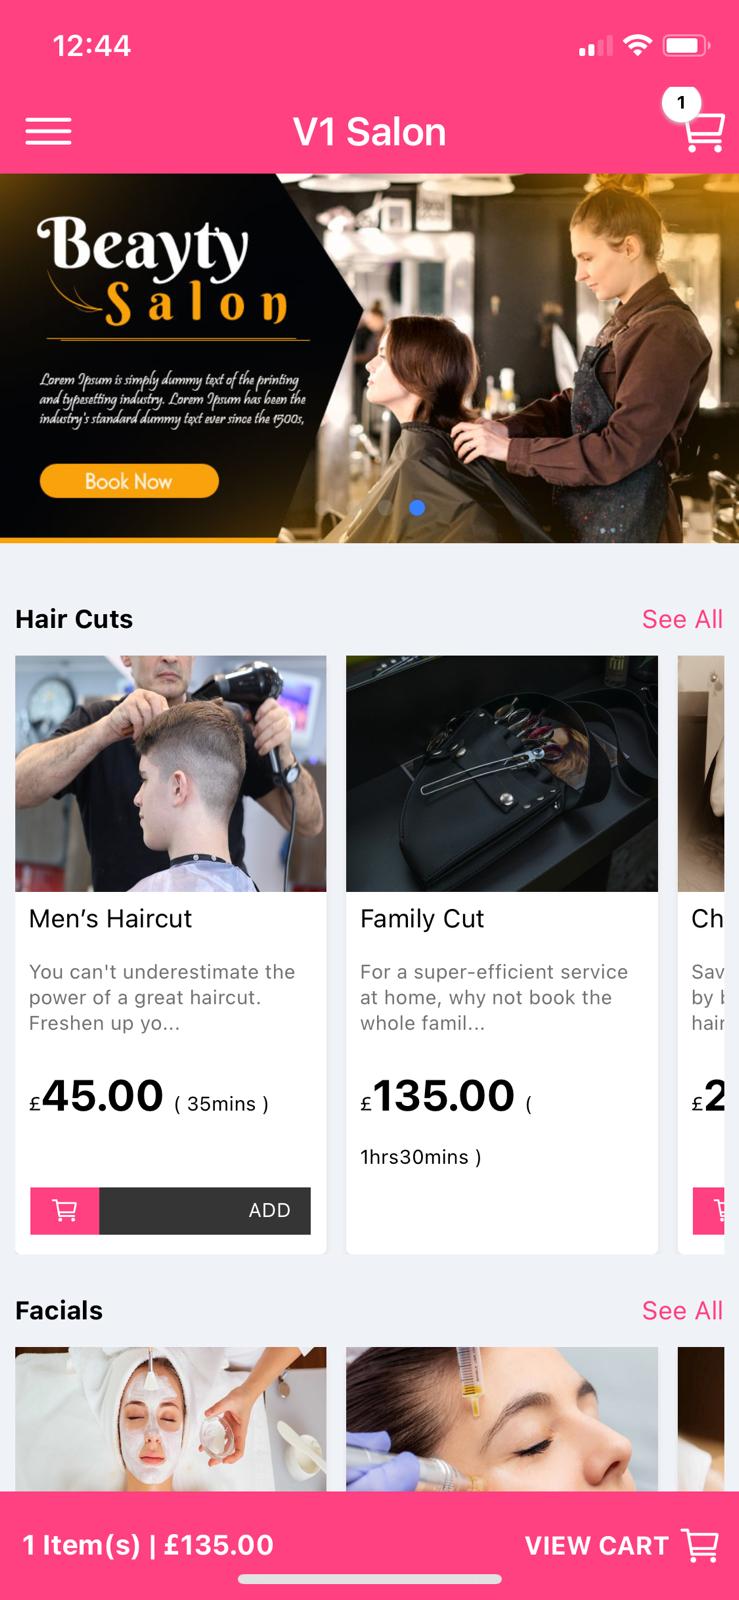 12:44
V1 Salon
1
Beayty
Salon
Lorem Ipsum is simply dummy text of the printing
and typesetting industry. Lorem Ipsum has been the
industry's standard dummy text ever since the 1500s,
Book Now
Hair Cuts
See All
Men’s Haircut
You can't underestimate the
power of a great haircut.
Freshen up yo...
£45.00 ( 35mins )
ADD
Family Cut
For a super-efficient service
at home, why not book the
whole famil...
£135.00 (
1hrs30mins )
Ch
Sav
by b
hair
£2
Facials
See All
1 Item(s) | £135.00
VIEW CART